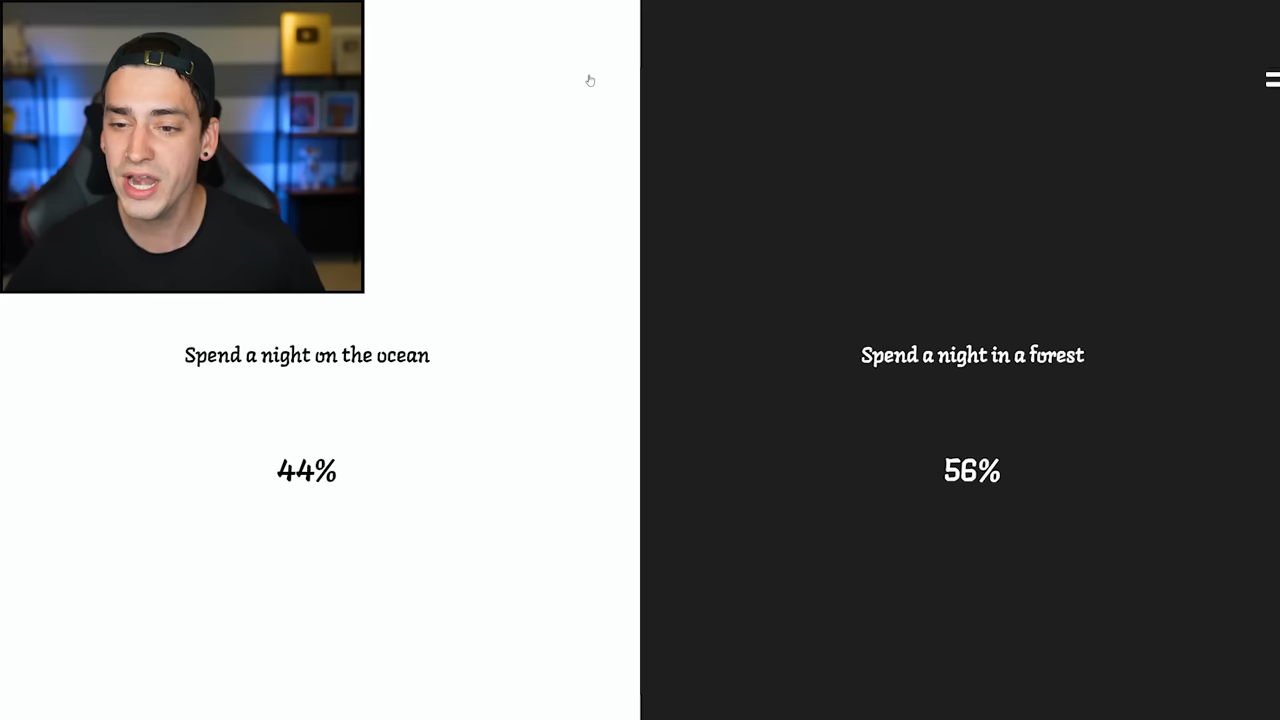 Spend a night on the ocean
44%
Spend a night in a forest
56%